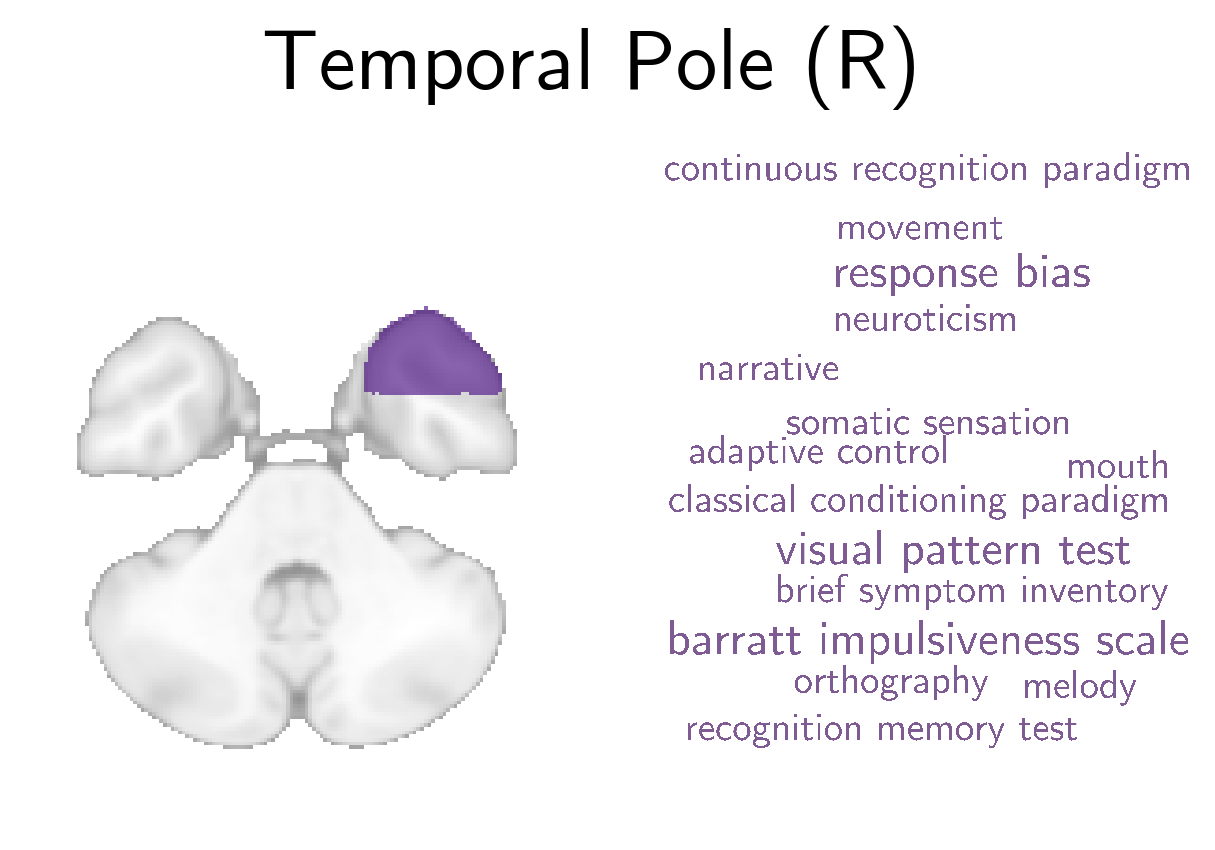 Temporal Pole (R)
continuous recognition paradigm
movement
response bias
neuroticism
narrative
somatic sensation
adaptive control
mouth
classical conditioning paradigm
visual pattern test
brief symptom inventory
barratt impulsiveness scale
orthography melody
recognition memory test